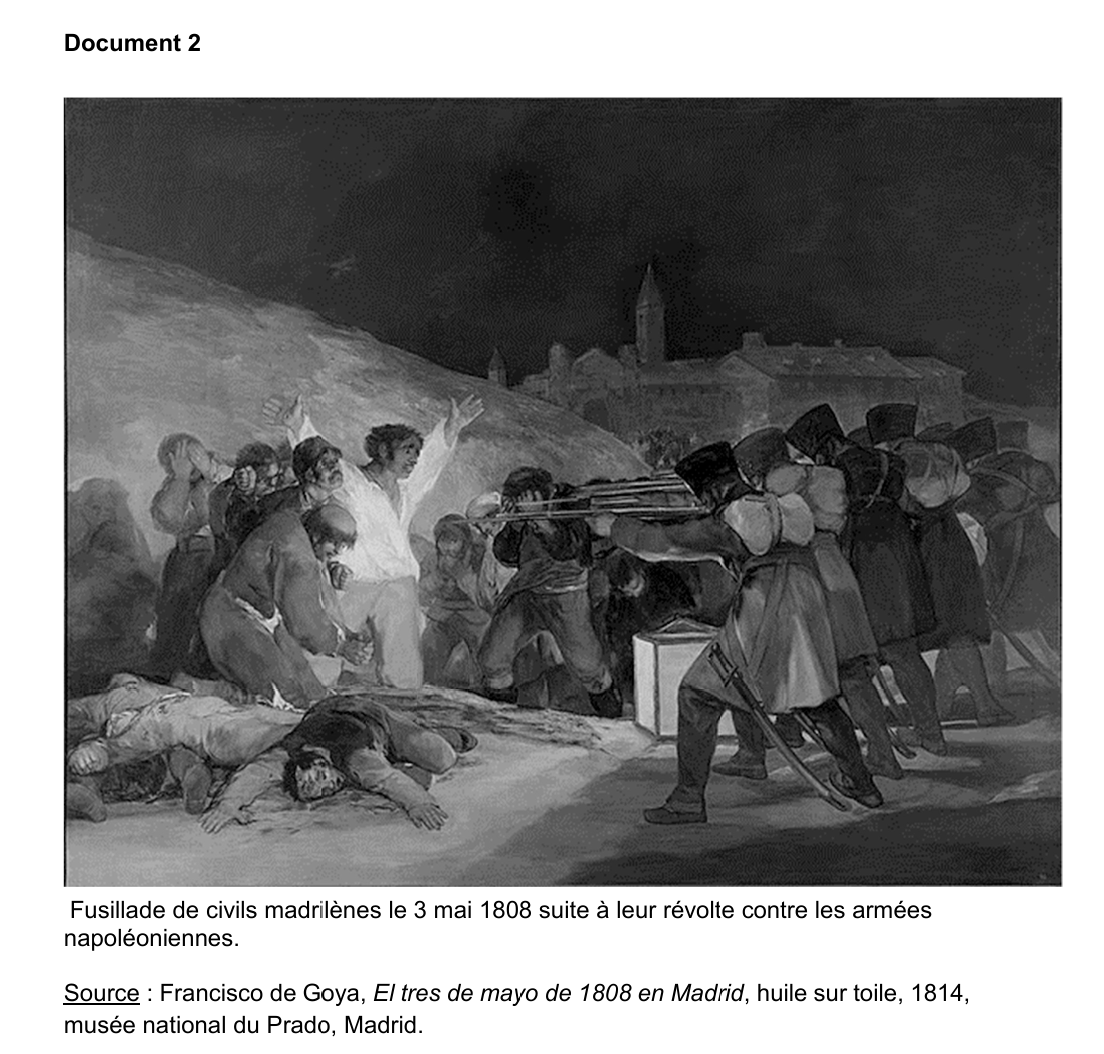 Document 2
Fusillade de civils madrilènes le 3 mai 1808 suite à leur révolte contre les armées
napoléoniennes.
Source : Francisco de Goya, El tres de mayo de 1808 en Madrid, huile sur toile, 1814,
musée national du Prado, Madrid.